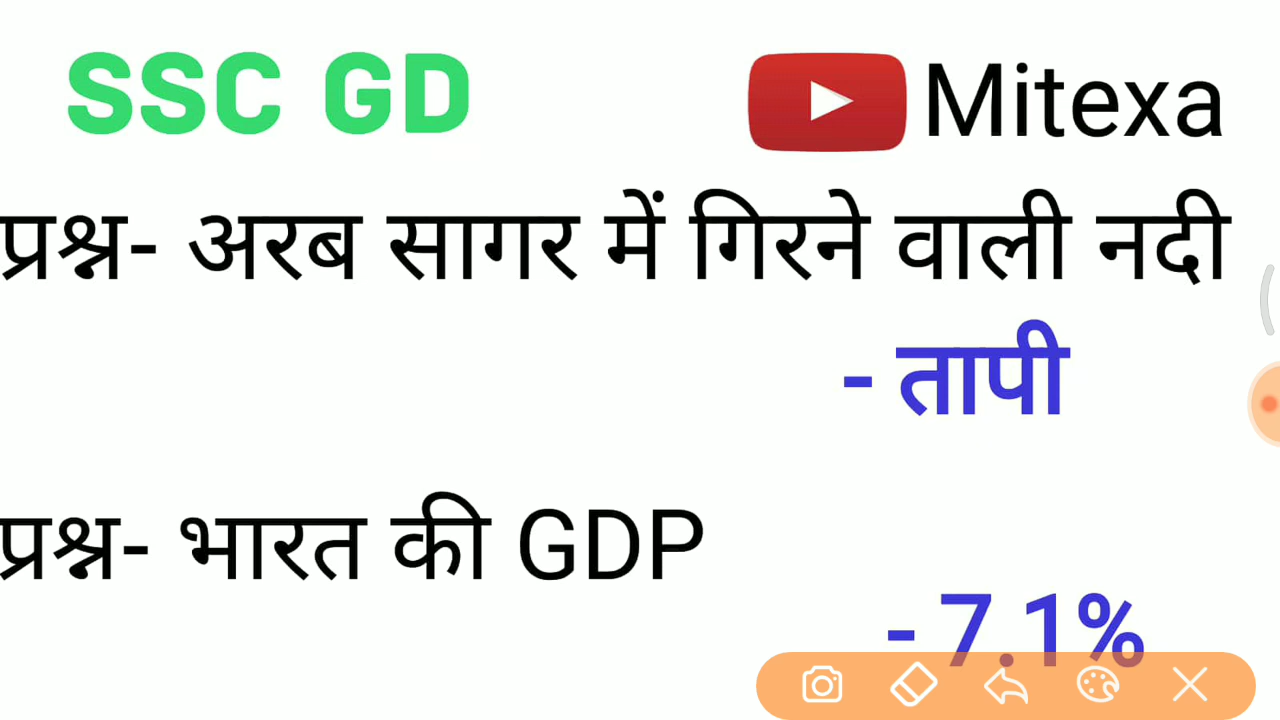 SSC GD
Mitexa
प्रश्न- अरब सागर में गिरने वाली नदी
- तापी
प्रश्न- भारत की GDP
- 7.1%